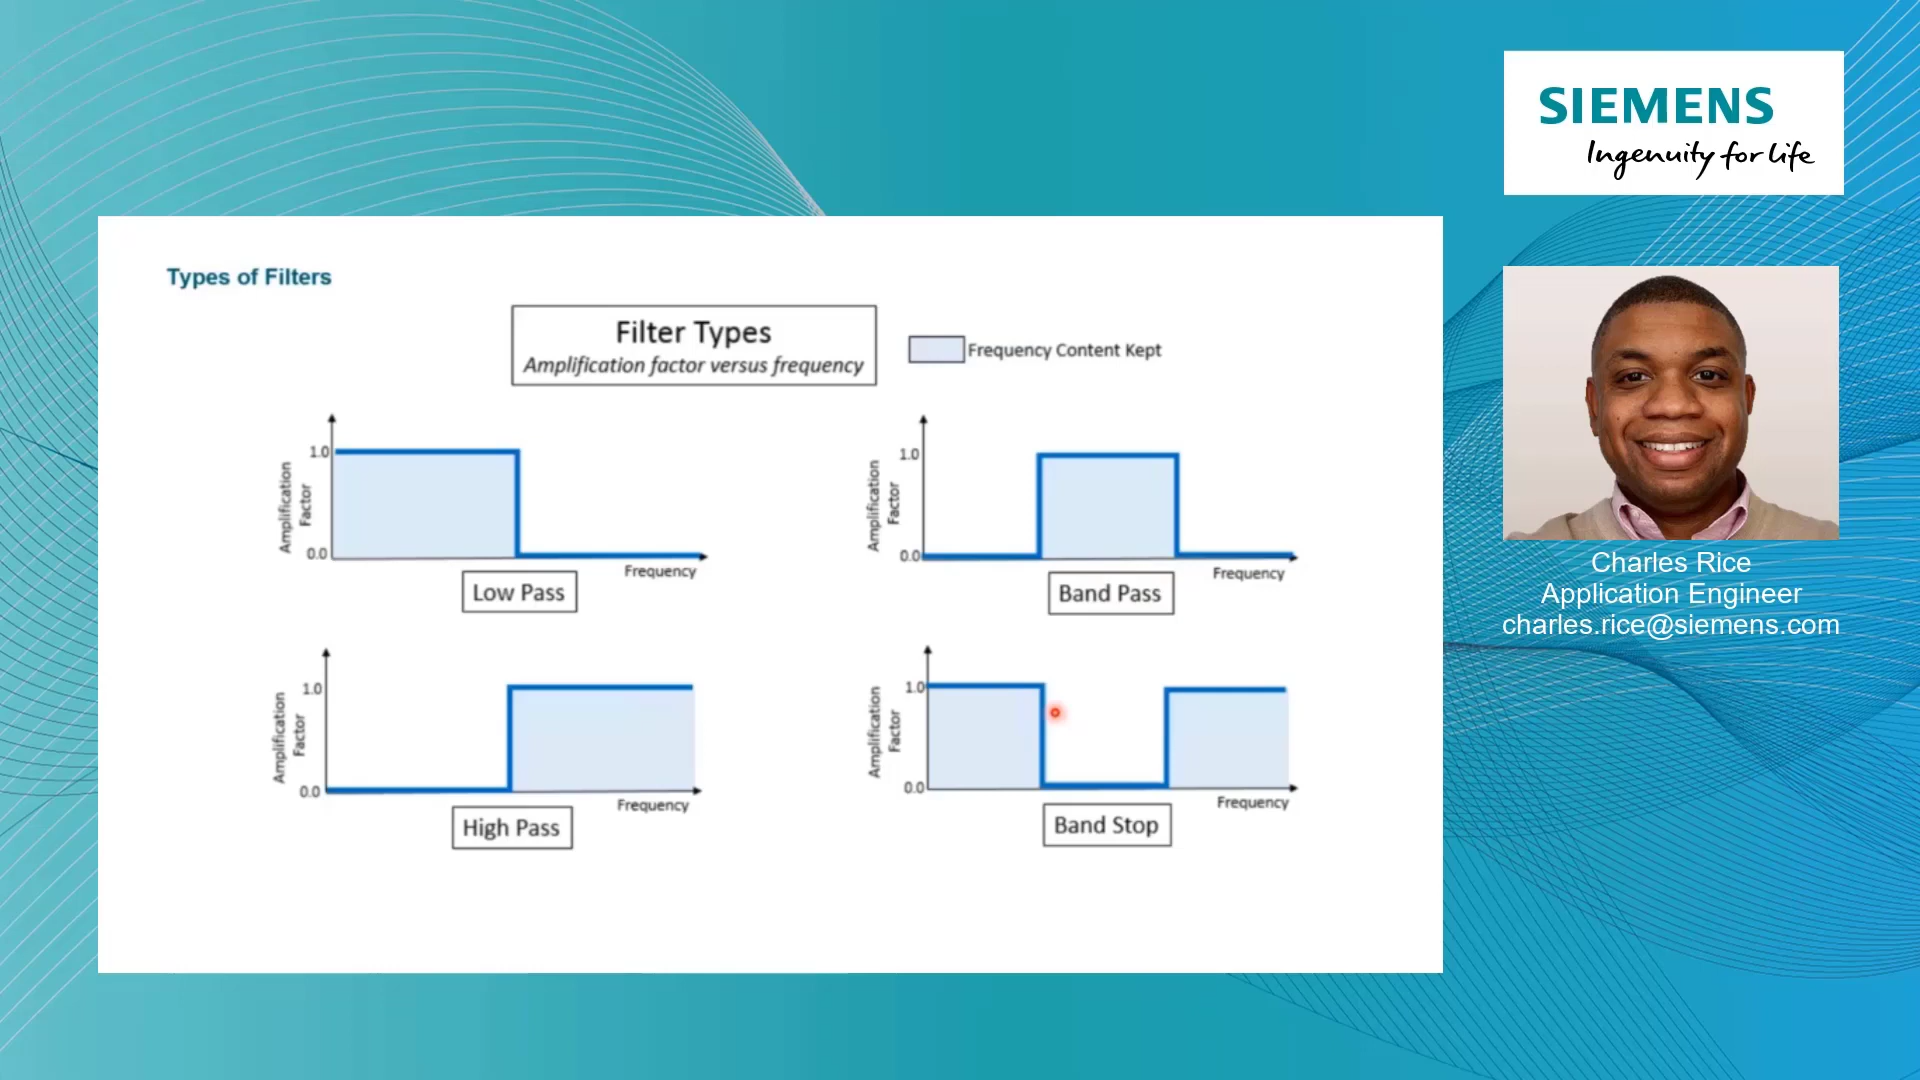 SIEMENS
Ingenuity for life
Types of Filters
Filter Types
Amplification factor versus frequency
Frequency Content Kept
1.0
Amplification
Factor
0.0
Frequency
Low Pass
1.0
Amplification
Factor
0.0
Frequency
Band Pass
1.0
Amplification
Factor
0.0
Frequency
High Pass
1.0
Amplification
Factor
0.0
Frequency
Band Stop
Charles Rice
Application Engineer
charles.rice@siemens.com